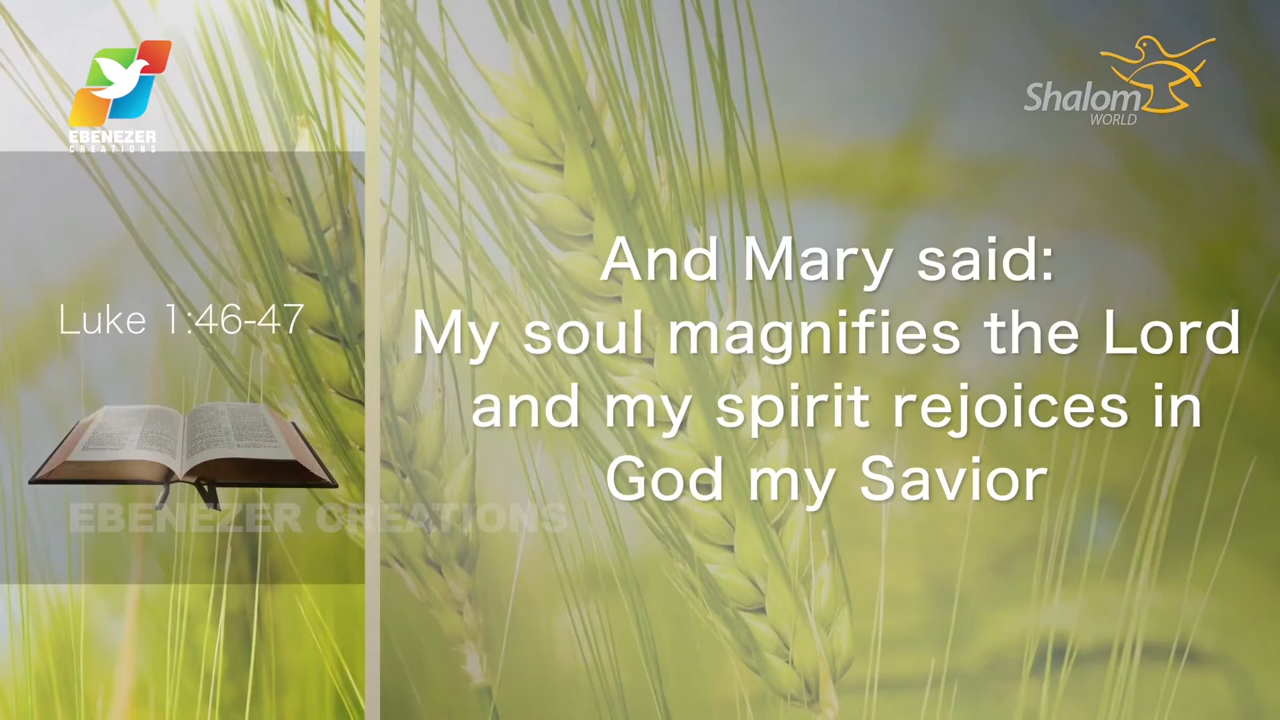 EBENEZER
CREATIONS
Shalom
WORLD
Luke 1:46-47
And Mary said:
My soul magnifies the Lord
and my spirit rejoices in
God my Savior
EBENEZER CREATIONS